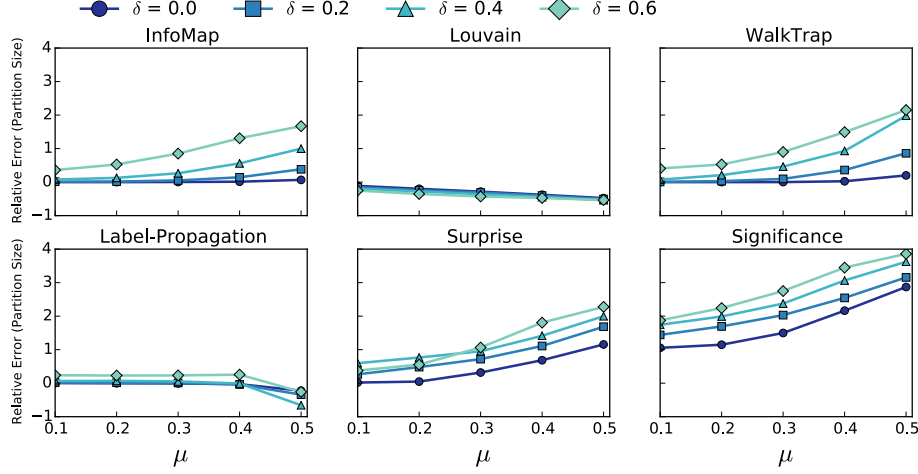 δ = 0.0 δ = 0.2 δ = 0.4 δ = 0.6
InfoMap Louvain WalkTrap
Relative Error (Partition Size)
4
3
2
1
0
−1
Label-Propagation Surprise Significance
Relative Error (Partition Size)
4
3
2
1
0
−1
0.1 0.2 0.3 0.4 0.5 0.1 0.2 0.3 0.4 0.5 0.1 0.2 0.3 0.4 0.5
μ μ μ